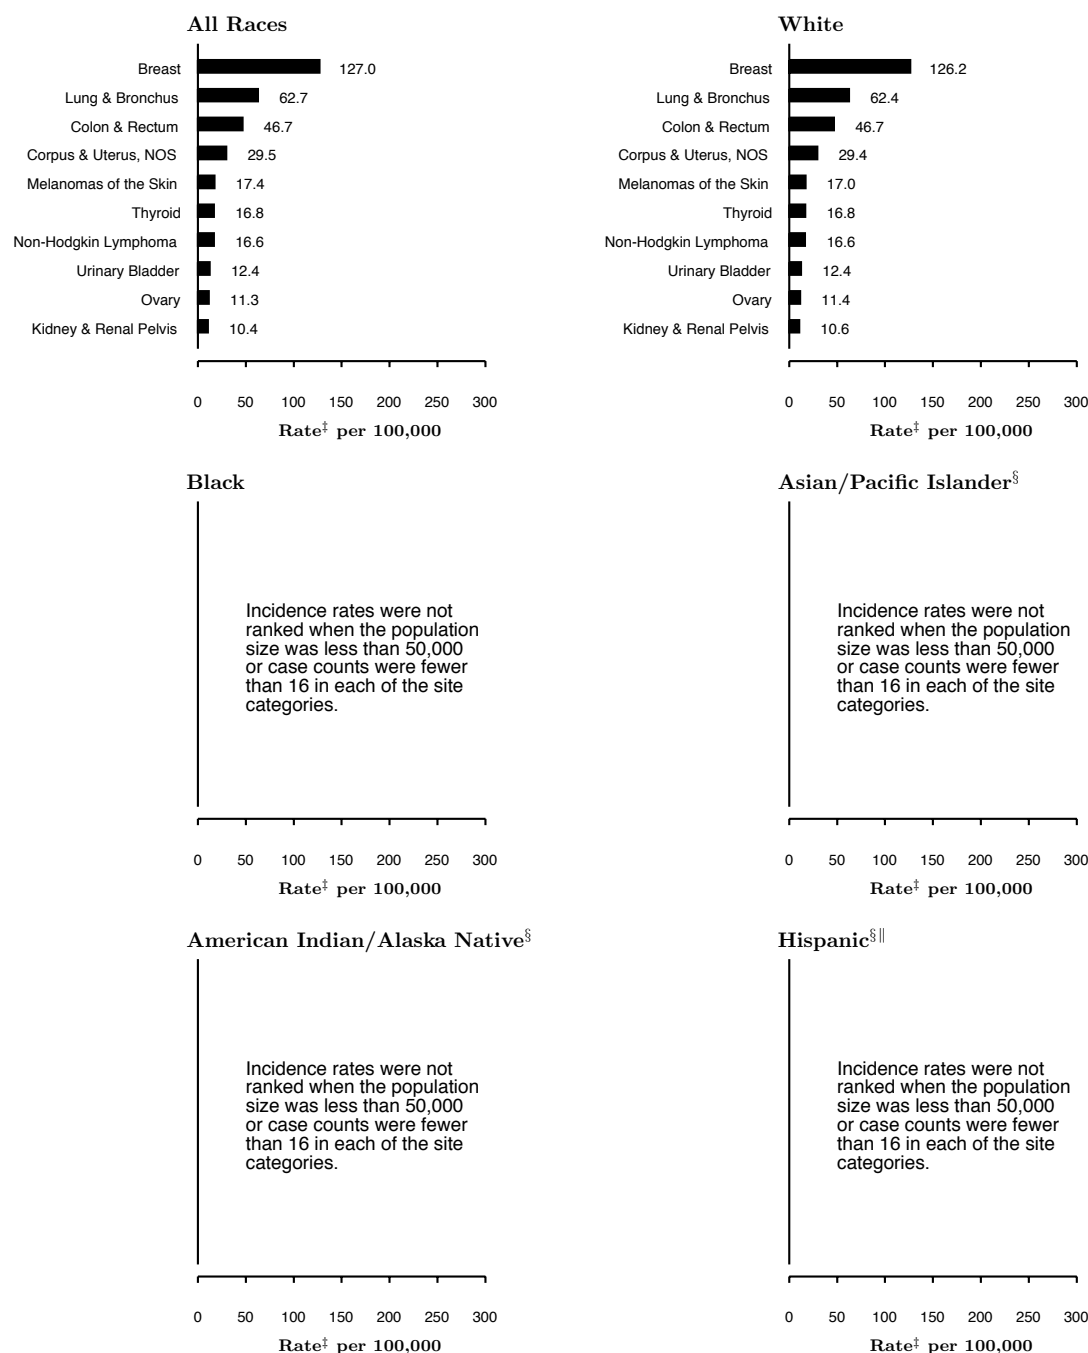 All Races
Breast 127.0
Lung & Bronchus 62.7
Colon & Rectum 46.7
Corpus & Uterus, NOS 29.5
Melanomas of the Skin 17.4
Thyroid 16.8
Non-Hodgkin Lymphoma 16.6
Urinary Bladder 12.4
Ovary 11.3
Kidney & Renal Pelvis 10.4
0 50 100 150 200 250 300
Rate‡ per 100,000
White
Breast 126.2
Lung & Bronchus 62.4
Colon & Rectum 46.7
Corpus & Uterus, NOS 29.4
Melanomas of the Skin 17.0
Thyroid 16.8
Non-Hodgkin Lymphoma 16.6
Urinary Bladder 12.4
Ovary 11.4
Kidney & Renal Pelvis 10.6
0 50 100 150 200 250 300
Rate‡ per 100,000
Black
Incidence rates were not
ranked when the population
size was less than 50,000
or case counts were fewer
than 16 in each of the site
categories.
0 50 100 150 200 250 300
Rate‡ per 100,000
Asian/Pacific Islander§
Incidence rates were not
ranked when the population
size was less than 50,000
or case counts were fewer
than 16 in each of the site
categories.
0 50 100 150 200 250 300
Rate‡ per 100,000
American Indian/Alaska Native§
Incidence rates were not
ranked when the population
size was less than 50,000
or case counts were fewer
than 16 in each of the site
categories.
0 50 100 150 200 250 300
Rate‡ per 100,000
Hispanic§‖
Incidence rates were not
ranked when the population
size was less than 50,000
or case counts were fewer
than 16 in each of the site
categories.
0 50 100 150 200 250 300
Rate‡ per 100,000